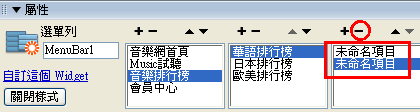 屬性
選單列
MenuBar1
自訂這個 Widget
關閉樣式
音樂網首頁
Music試聽
音樂排行榜
會員中心
華語排行榜
日本排行榜
歐美排行榜
未命名項目
未命名項目